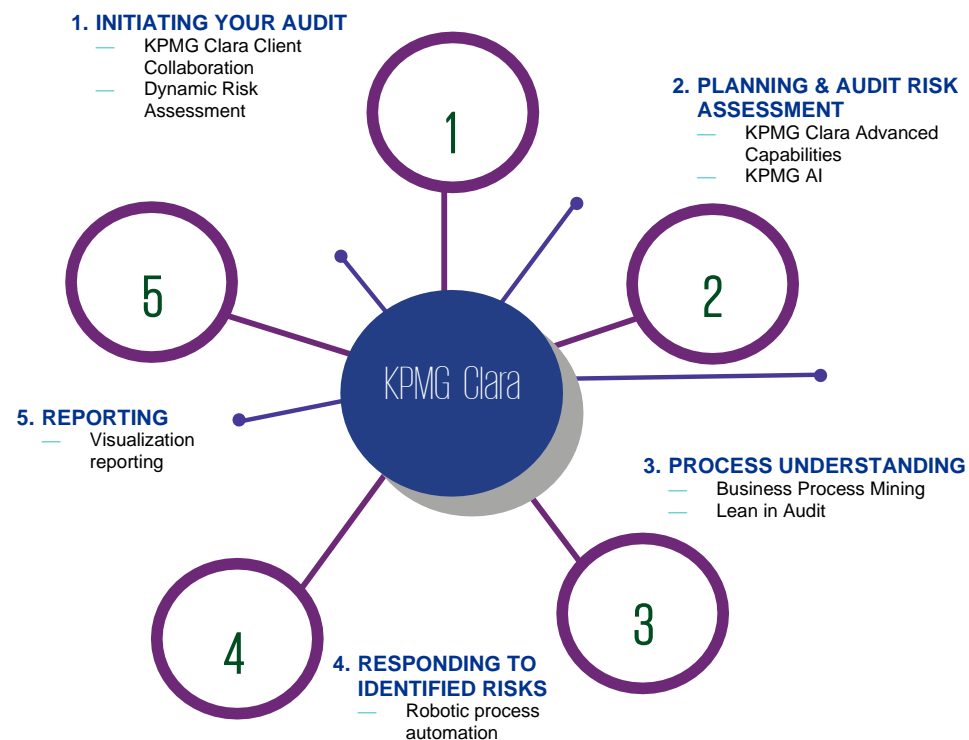 1. INITIATING YOUR AUDIT
— KPMG Clara Client
Collaboration
— Dynamic Risk
Assessment
1
2. PLANNING & AUDIT RISK
ASSESSMENT
— KPMG Clara Advanced
Capabilities
— KPMG AI
2
5
KPMG Clara
5. REPORTING
— Visualization
reporting
3. PROCESS UNDERSTANDING
— Business Process Mining
— Lean in Audit
3
4
4. RESPONDING TO
IDENTIFIED RISKS
— Robotic process
automation